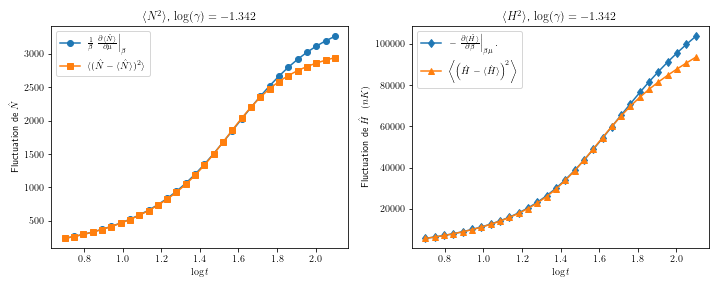 ⟨N²⟩, log(γ) = −1.342
1/β ∂⟨N̂⟩/∂μ|β
⟨(N̂ − ⟨N̂⟩)²⟩
Fluctuation de N̂
3000
2500
2000
1500
1000
500
0.8 1.0 1.2 1.4 1.6 1.8 2.0
log t
⟨H²⟩, log(γ) = −1.342
− ∂⟨Ĥ⟩/∂β|βμ ,
⟨(Ĥ − ⟨Ĥ⟩)²⟩
Fluctuation de Ĥ (nK)
100000
80000
60000
40000
20000
0.8 1.0 1.2 1.4 1.6 1.8 2.0
log t